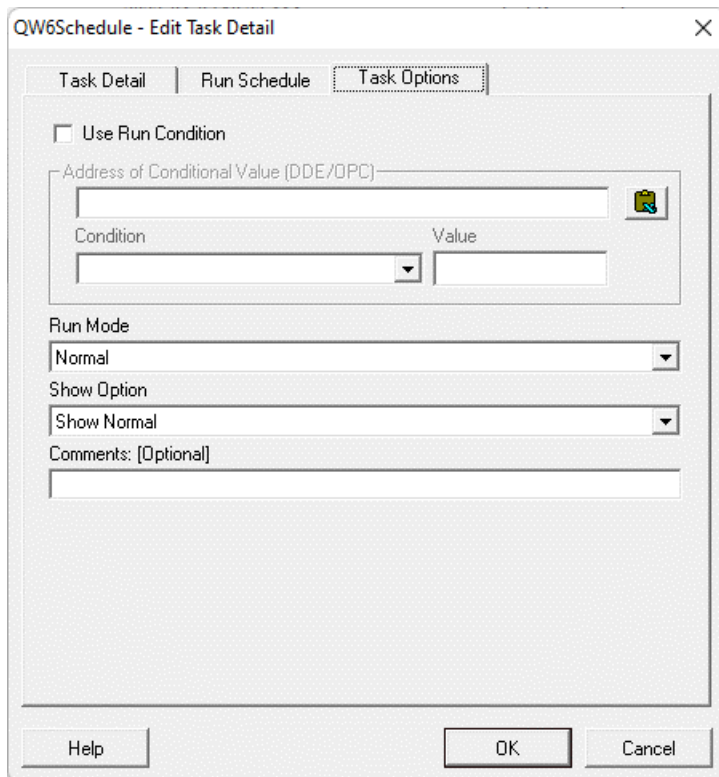 QW6Schedule - Edit Task Detail
Task Detail Run Schedule Task Options
Use Run Condition
Address of Conditional Value (DDE/OPC)
Condition Value
Run Mode
Normal
Show Option
Show Normal
Comments: [Optional]
Help OK Cancel